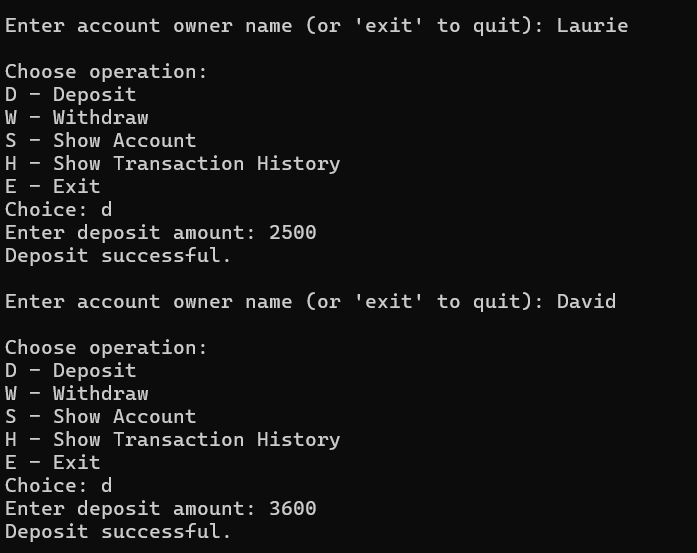 Enter account owner name (or 'exit' to quit): Laurie
Choose operation:
D - Deposit
W - Withdraw
S - Show Account
H - Show Transaction History
E - Exit
Choice: d
Enter deposit amount: 2500
Deposit successful.
Enter account owner name (or 'exit' to quit): David
Choose operation:
D - Deposit
W - Withdraw
S - Show Account
H - Show Transaction History
E - Exit
Choice: d
Enter deposit amount: 3600
Deposit successful.